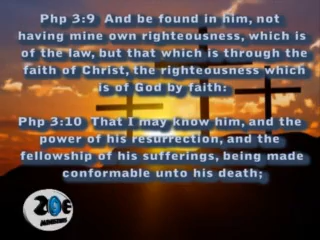 Php 3:9 And be found in him, not
having mine own righteousness, which is
of the law, but that which is through the
faith of Christ, the righteousness which
is of God by faith:
Php 3:10 That I may know him, and the
power of his resurrection, and the
fellowship of his sufferings, being made
conformable unto his death;
ZOE
MINISTRIES